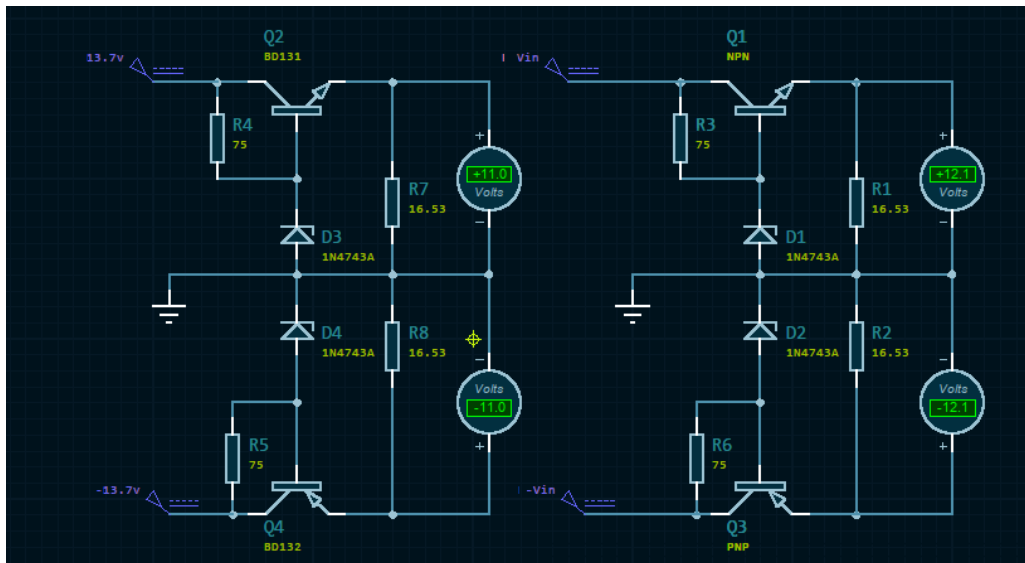 Q2
BD131
13.7v
R4
75
+
+11.0
Volts
−
R7
16.53
D3
1N4743A
D4
1N4743A
R8
16.53
−
Volts
-11.0
+
R5
75
-13.7v
Q4
BD132
Q1
NPN
Vin
R3
75
+
+12.1
Volts
−
R1
16.53
D1
1N4743A
D2
1N4743A
R2
16.53
−
Volts
-12.1
+
R6
75
-Vin
Q3
PNP